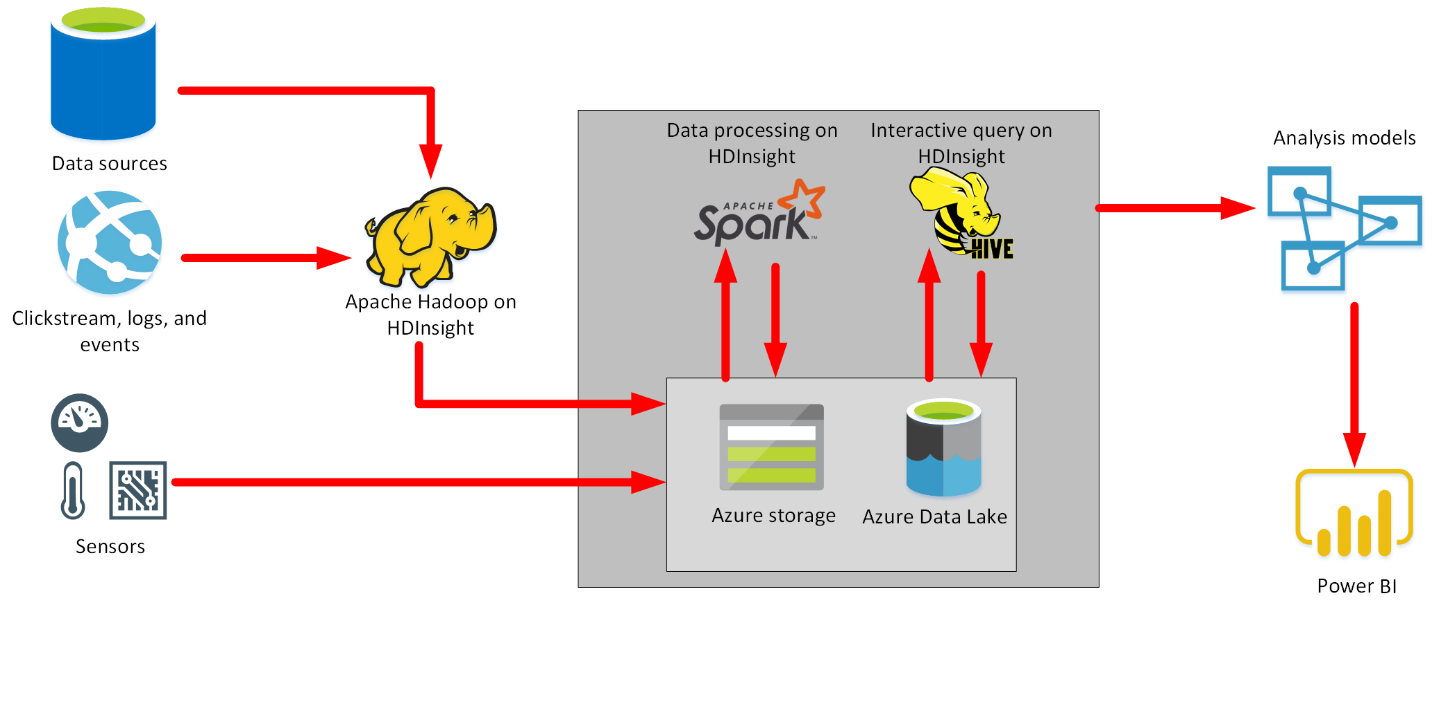 Data sources
Clickstream, logs, and
events
Sensors
Apache Hadoop on
HDInsight
Data processing on
HDInsight
APACHE
Spark™
Interactive query on
HDInsight
HIVE
Azure storage
Azure Data Lake
Analysis models
Power BI